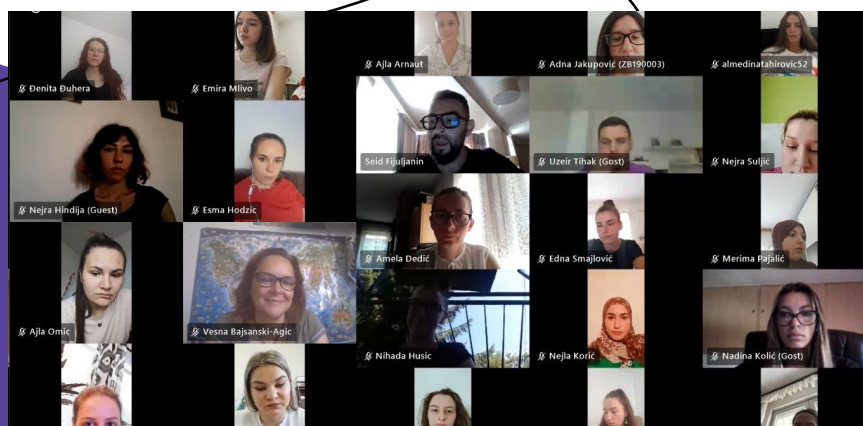 Đenita Đuhera
Emira Mlivo
Ajla Arnaut
Adna Jakupović (ZB190003)
almedinatahirovic52
Nejra Hindija (Guest)
Esma Hodzic
Seid Fijuljanin
Uzeir Tihak (Gost)
Nejra Suljić
Amela Dedić
Edna Smajlović
Merima Pajalić
Ajla Omic
Vesna Bajsanski-Agic
Nihada Husic
Nejla Korić
Nadina Kolić (Gost)